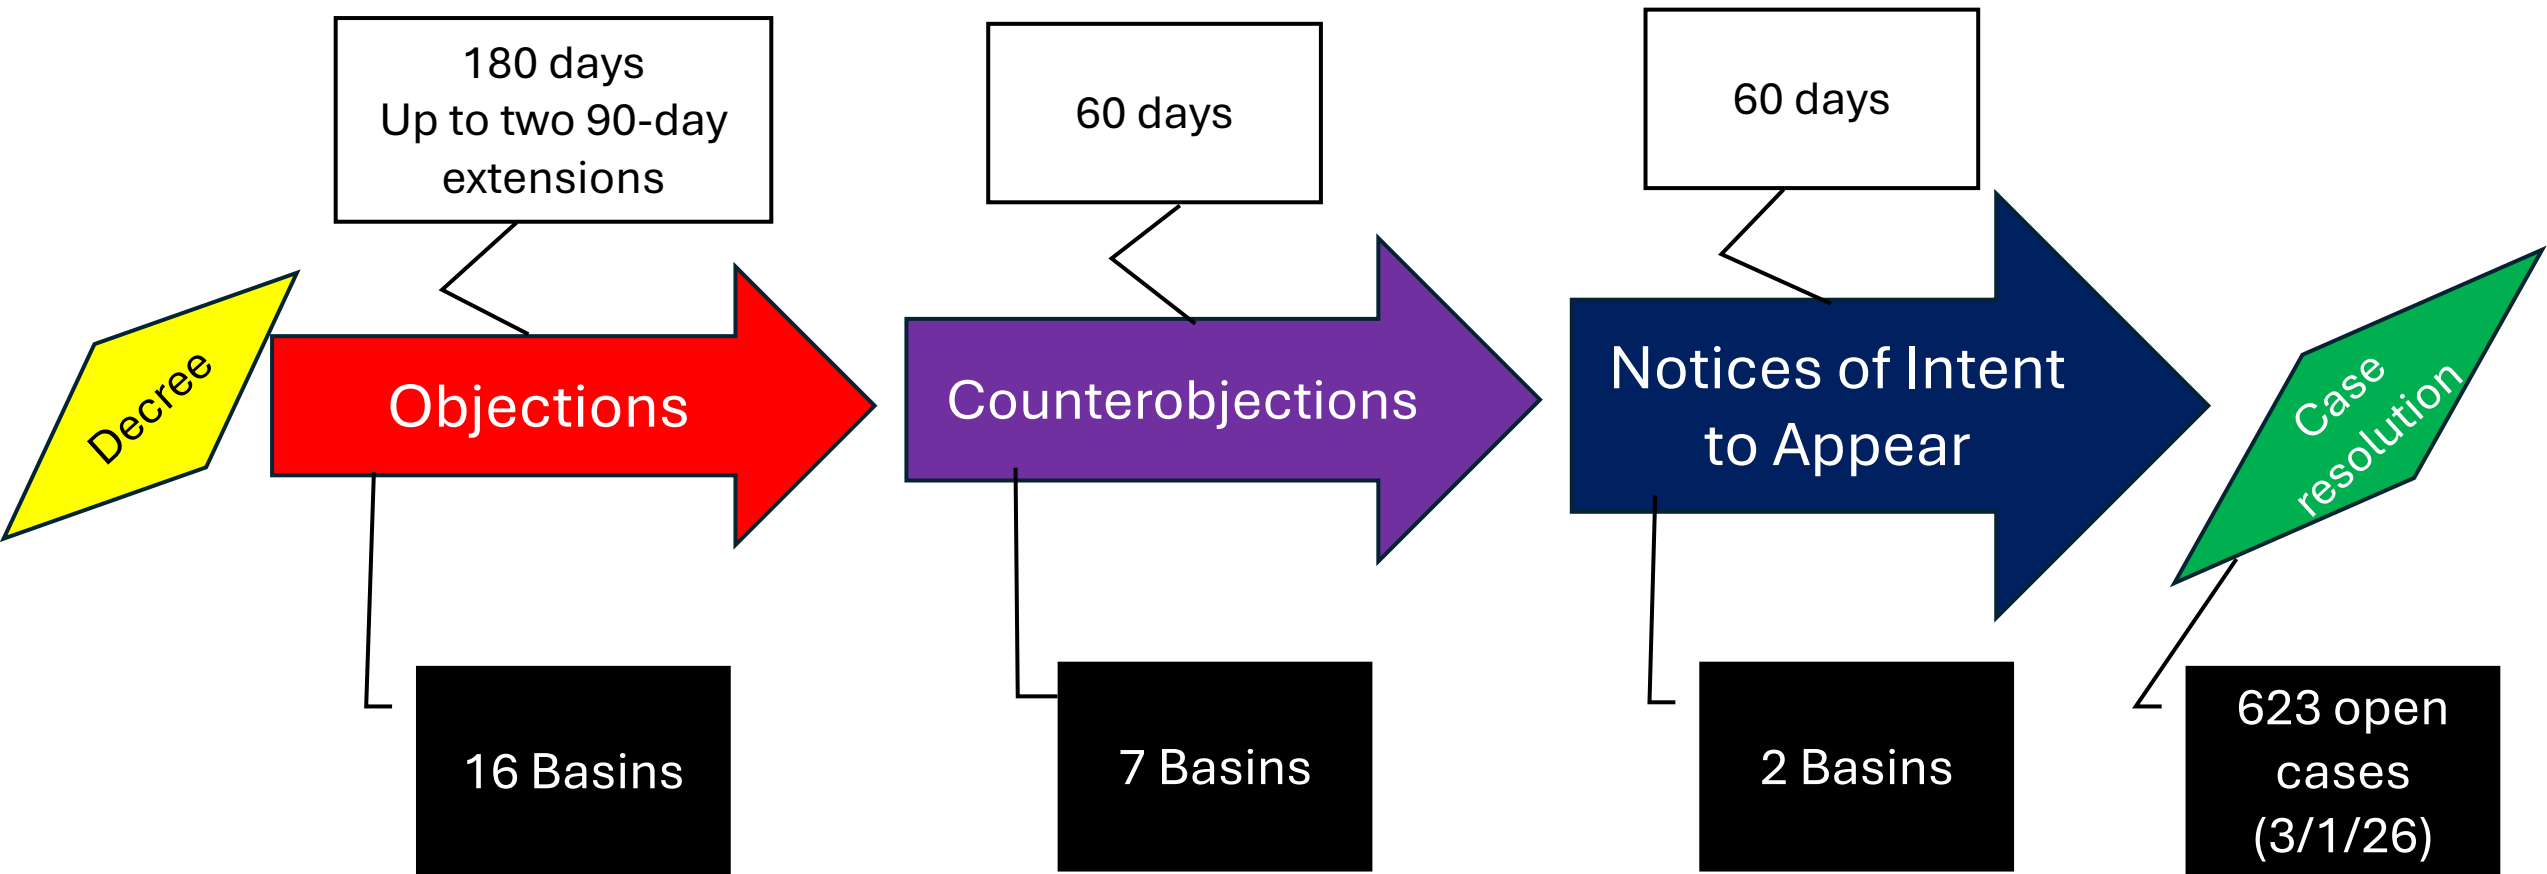 180 days
Up to two 90-day
extensions
60 days
60 days
Decree
Objections
Counterobjections
Notices of Intent
to Appear
Case
resolution
16 Basins
7 Basins
2 Basins
623 open
cases
(3/1/26)